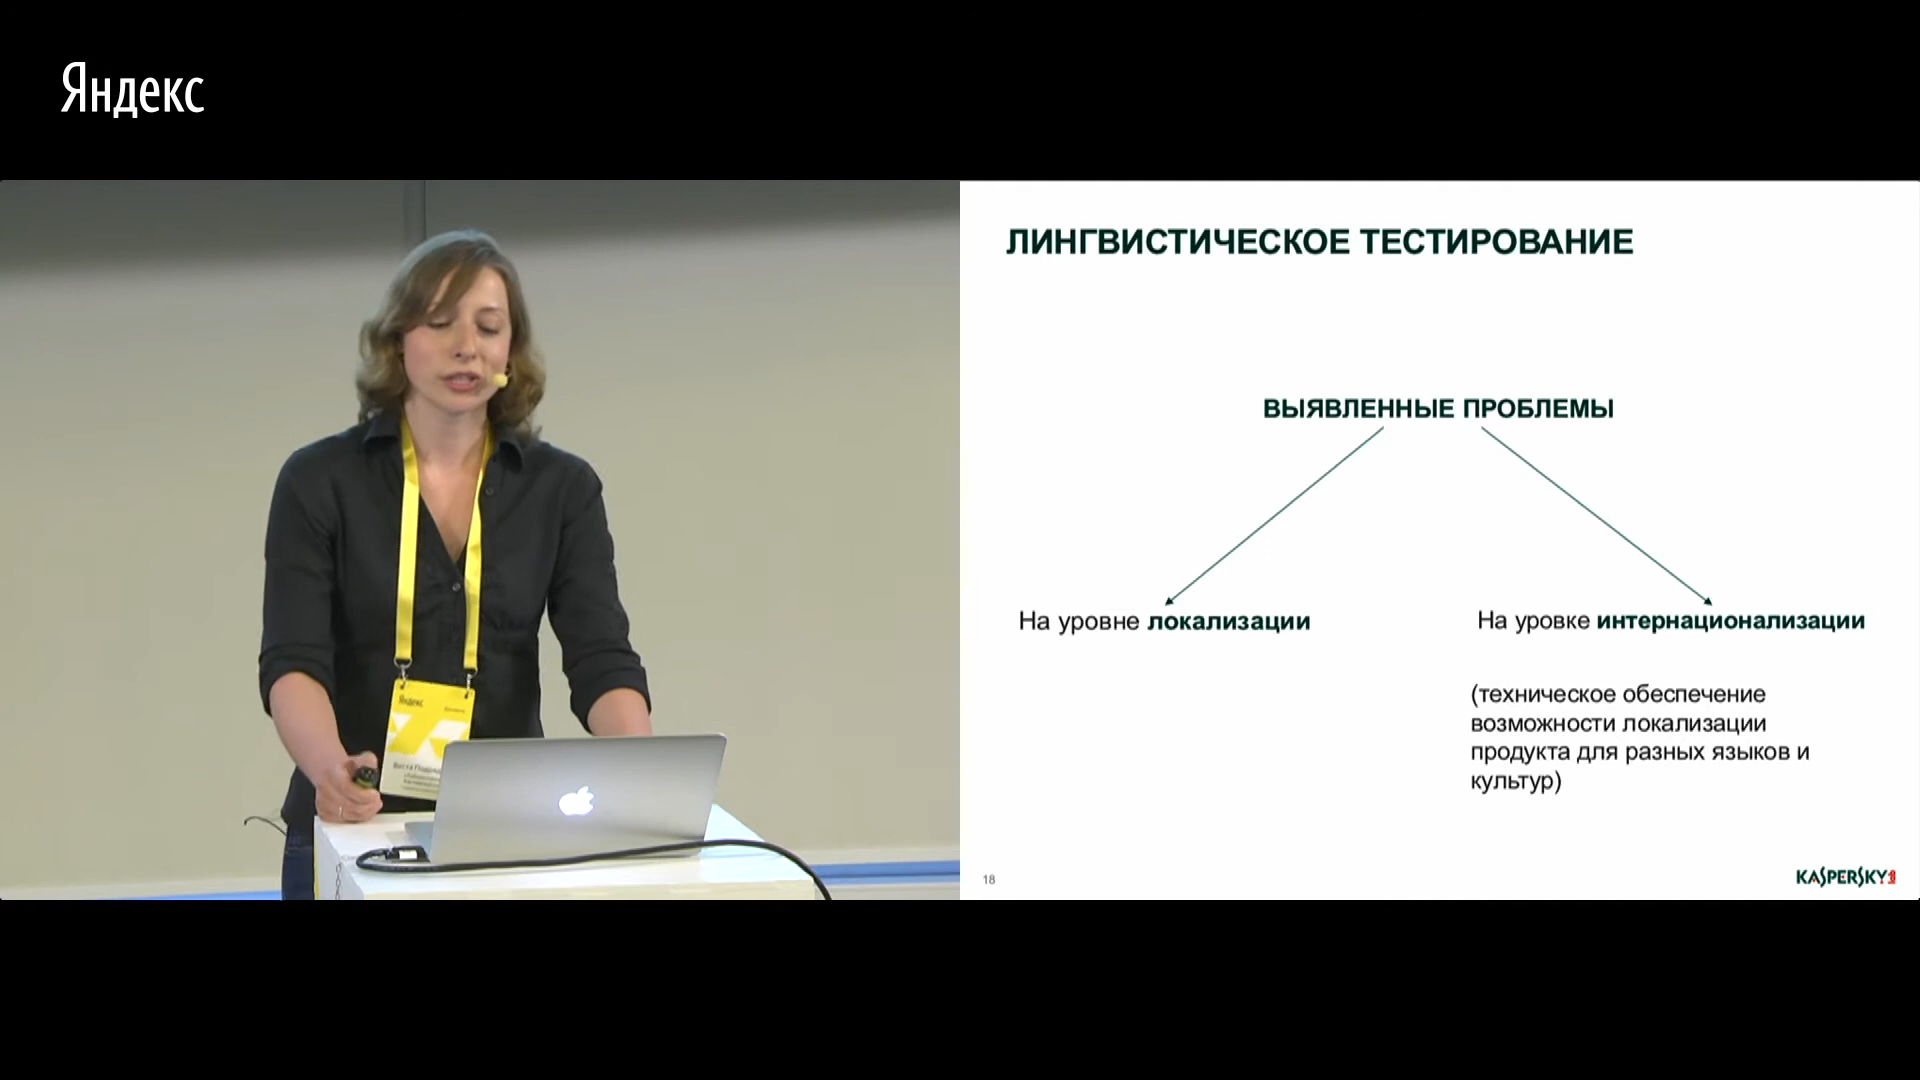 Яндекс
ЛИНГВИСТИЧЕСКОЕ ТЕСТИРОВАНИЕ
ВЫЯВЛЕННЫЕ ПРОБЛЕМЫ
На уровне локализации
На уровке интернационализации
(техническое обеспечение
возможности локализации
продукта для разных языков и
культур)
18
KASPERSKY
Яндекс